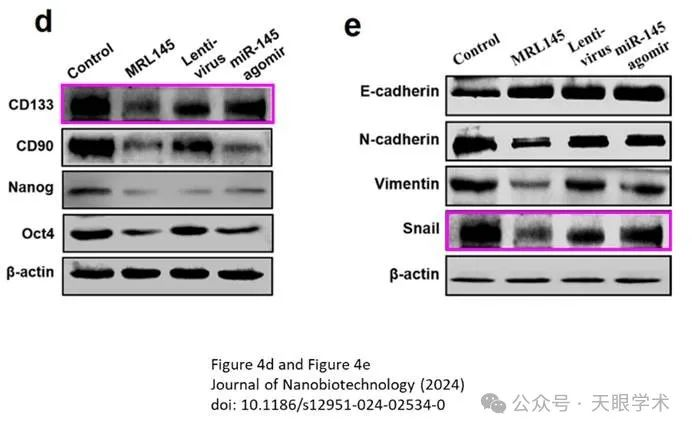 d
Control
MRL145
Lenti-
virus
miR-145
agomir
CD133
CD90
Nanog
Oct4
β-actin
e
Control
MRL145
Lenti-
virus
miR-145
agomir
E-cadherin
N-cadherin
Vimentin
Snail
β-actin
Figure 4d and Figure 4e
Journal of Nanobiotechnology (2024)
doi: 10.1186/s12951-024-02534-0
公众号 · 天眼学术